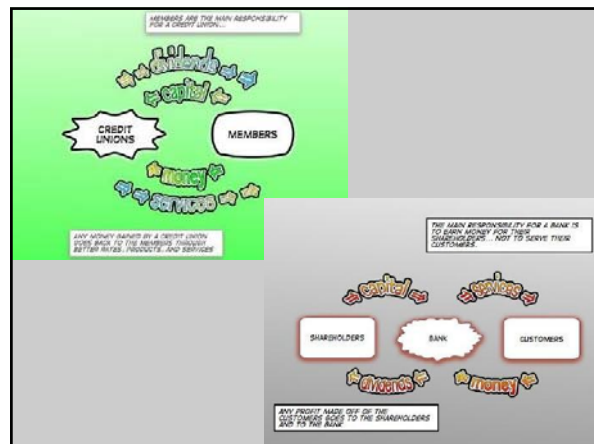 MEMBERS ARE THE MAIN RESPONSIBILITY
FOR A CREDIT UNION...
dividends
capital
CREDIT
UNIONS
MEMBERS
money
services
ANY MONEY GAINED BY A CREDIT UNION
GOES BACK TO THE MEMBERS THROUGH
BETTER RATES, PRODUCTS, AND SERVICES
THE MAIN RESPONSIBILITY FOR A BANK IS
TO EARN MONEY FOR THEIR
SHAREHOLDERS... NOT TO SERVE THEIR
CUSTOMERS.
capital
services
SHAREHOLDERS
BANK
CUSTOMERS
dividends
money
ANY PROFIT MADE OFF OF THE
CUSTOMERS GOES TO THE SHAREHOLDERS
AND TO THE BANK